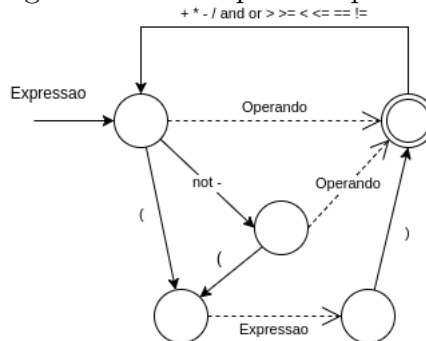 + * - / and or > >= < <= == !=
Expressao
Operando
not -
Operando
(
(
)
Expressao